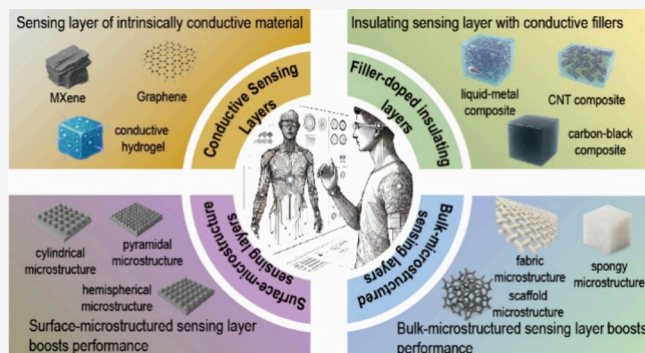 Sensing layer of intrinsically conductive material
MXene
Graphene
conductive
hydrogel
Conductive Sensing
Layers
Insulating sensing layer with conductive fillers
liquid-metal
composite
CNT composite
carbon-black
composite
Filler-doped insulating
layers
cylindrical
microstructure
pyramidal
microstructure
hemispherical
microstructure
Surface-microstructure
sensing layers
Surface-microstructured sensing layer
boosts performance
Bulk-microstructured
sensing layers
fabric
microstructure
spongy
microstructure
scaffold
microstructure
Bulk-microstructured sensing layer boosts
performance